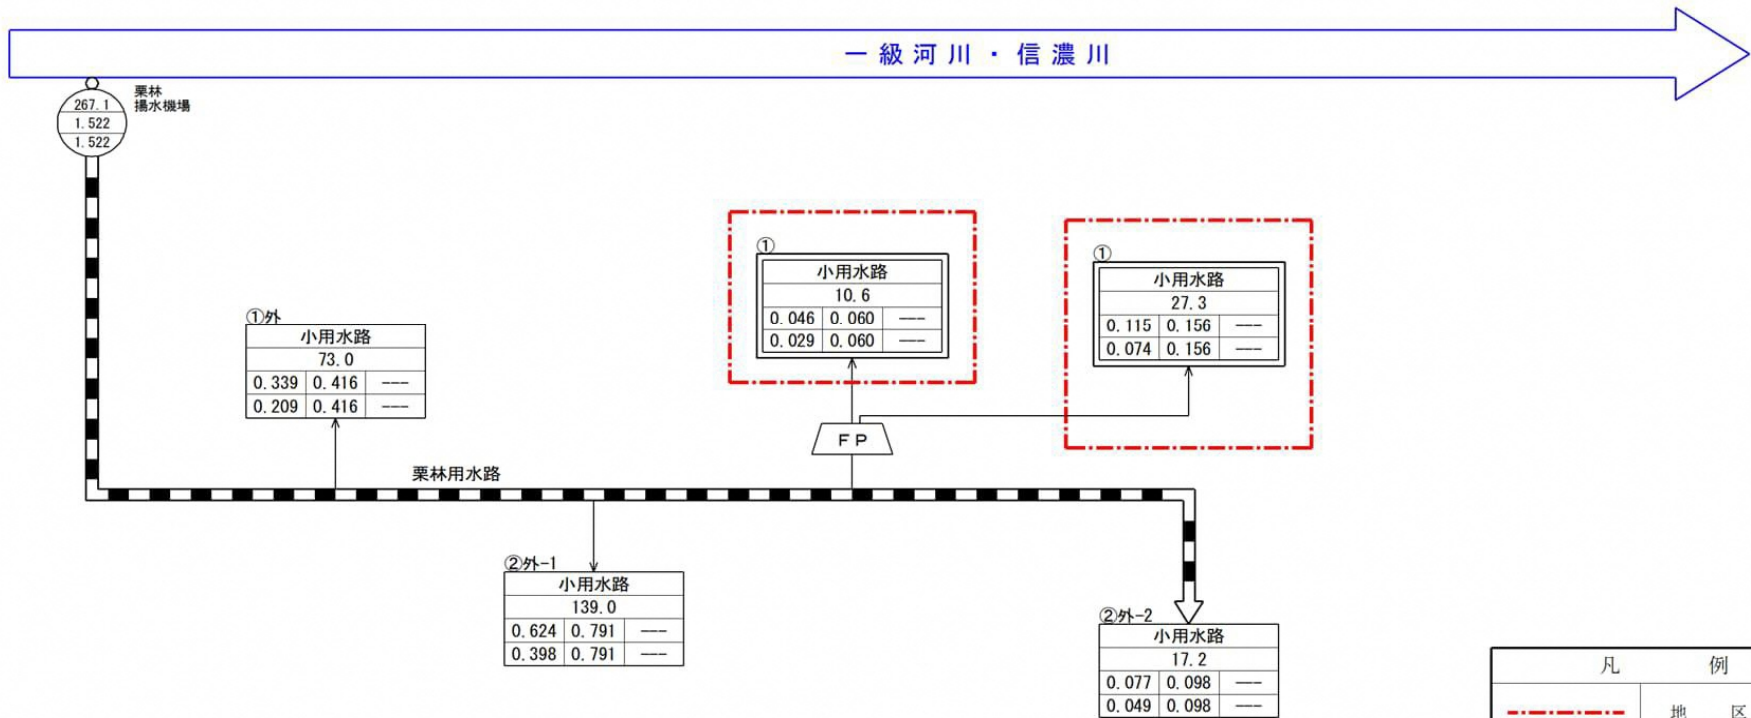 一級河川・信濃川
栗林
揚水機場
267.1
1.522
1.522
①外
小用水路
73.0
0.339 0.416 ---
0.209 0.416 ---
①
小用水路
10.6
0.046 0.060 ---
0.029 0.060 ---
①
小用水路
27.3
0.115 0.156 ---
0.074 0.156 ---
FP
栗林用水路
②外-1
小用水路
139.0
0.624 0.791 ---
0.398 0.791 ---
②外-2
小用水路
17.2
0.077 0.098 ---
0.049 0.098 ---
凡例
地区